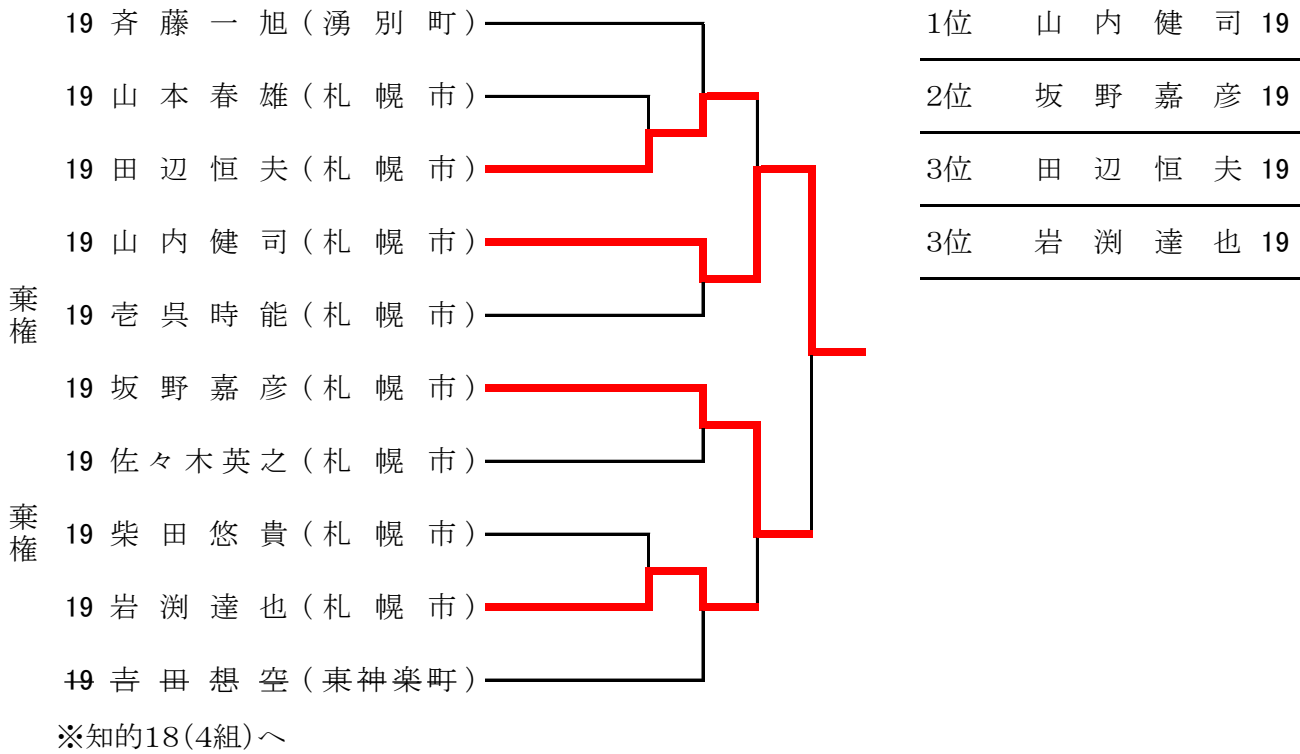 19 斉藤一旭(湧別町)
19 山本春雄(札幌市)
19 田辺恒夫(札幌市)
19 山内健司(札幌市)
棄権 19 壱呉時能(札幌市)
19 坂野嘉彦(札幌市)
19 佐々木英之(札幌市)
棄権 19 柴田悠貴(札幌市)
19 岩渕達也(札幌市)
19 吉田想空(東神楽町)
※知的18(4組)へ
1位 山内健司 19
2位 坂野嘉彦 19
3位 田辺恒夫 19
3位 岩渕達也 19